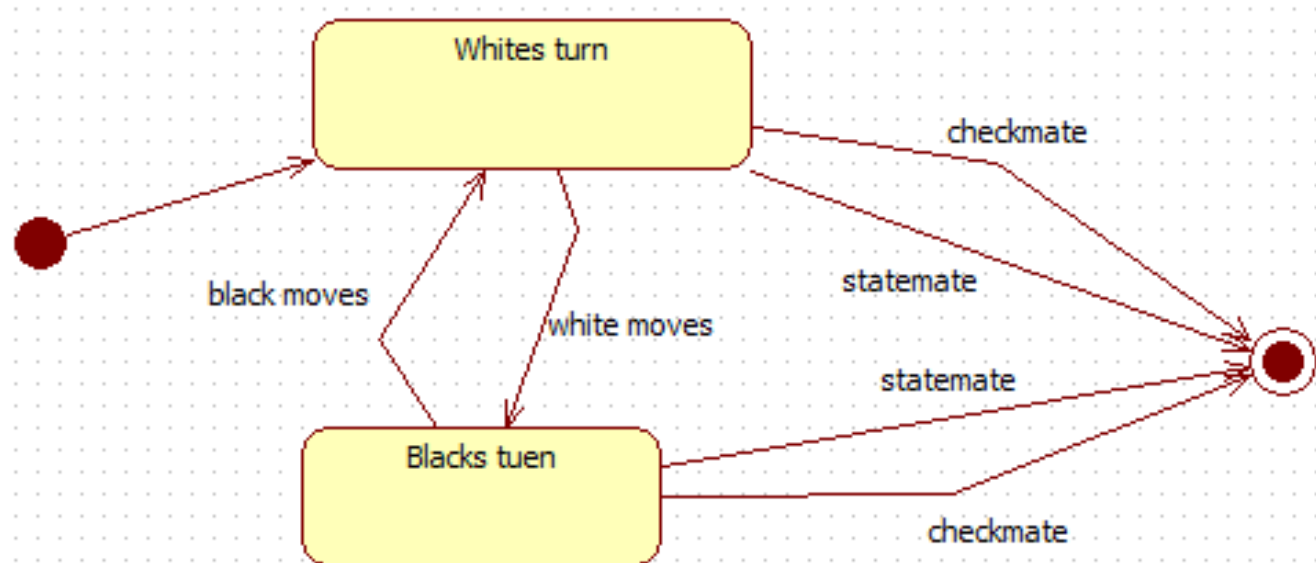 Whites turn
checkmate
statemate
black moves
white moves
statemate
Blacks tuen
checkmate